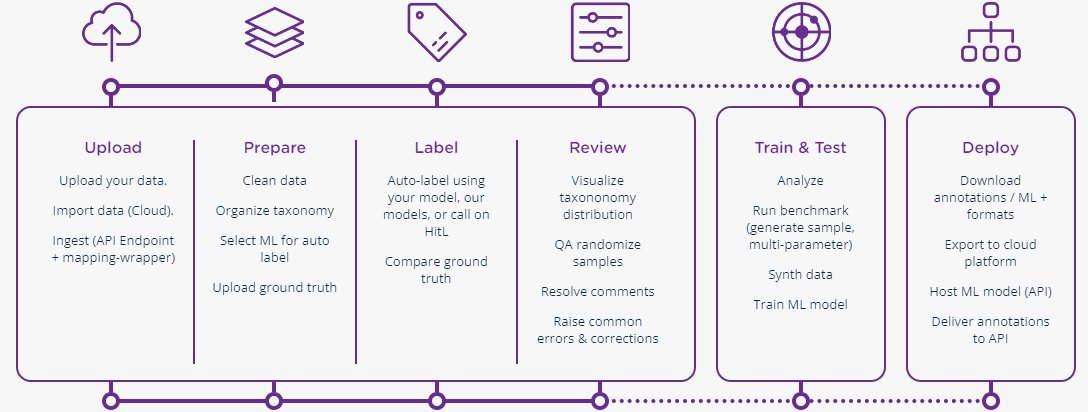 Upload
Upload your data.
Import data (Cloud).
Ingest (API Endpoint
+ mapping-wrapper)
Prepare
Clean data
Organize taxonomy
Select ML for auto
label
Upload ground truth
Label
Auto-label using
your model, our
models, or call on
HitL
Compare ground
truth
Review
Visualize
taxononomy
distribution
QA randomize
samples
Resolve comments
Raise common
errors & corrections
Train & Test
Analyze
Run benchmark
(generate sample,
multi-parameter)
Synth data
Train ML model
Deploy
Download
annotations / ML +
formats
Export to cloud
platform
Host ML model (API)
Deliver annotations
to API